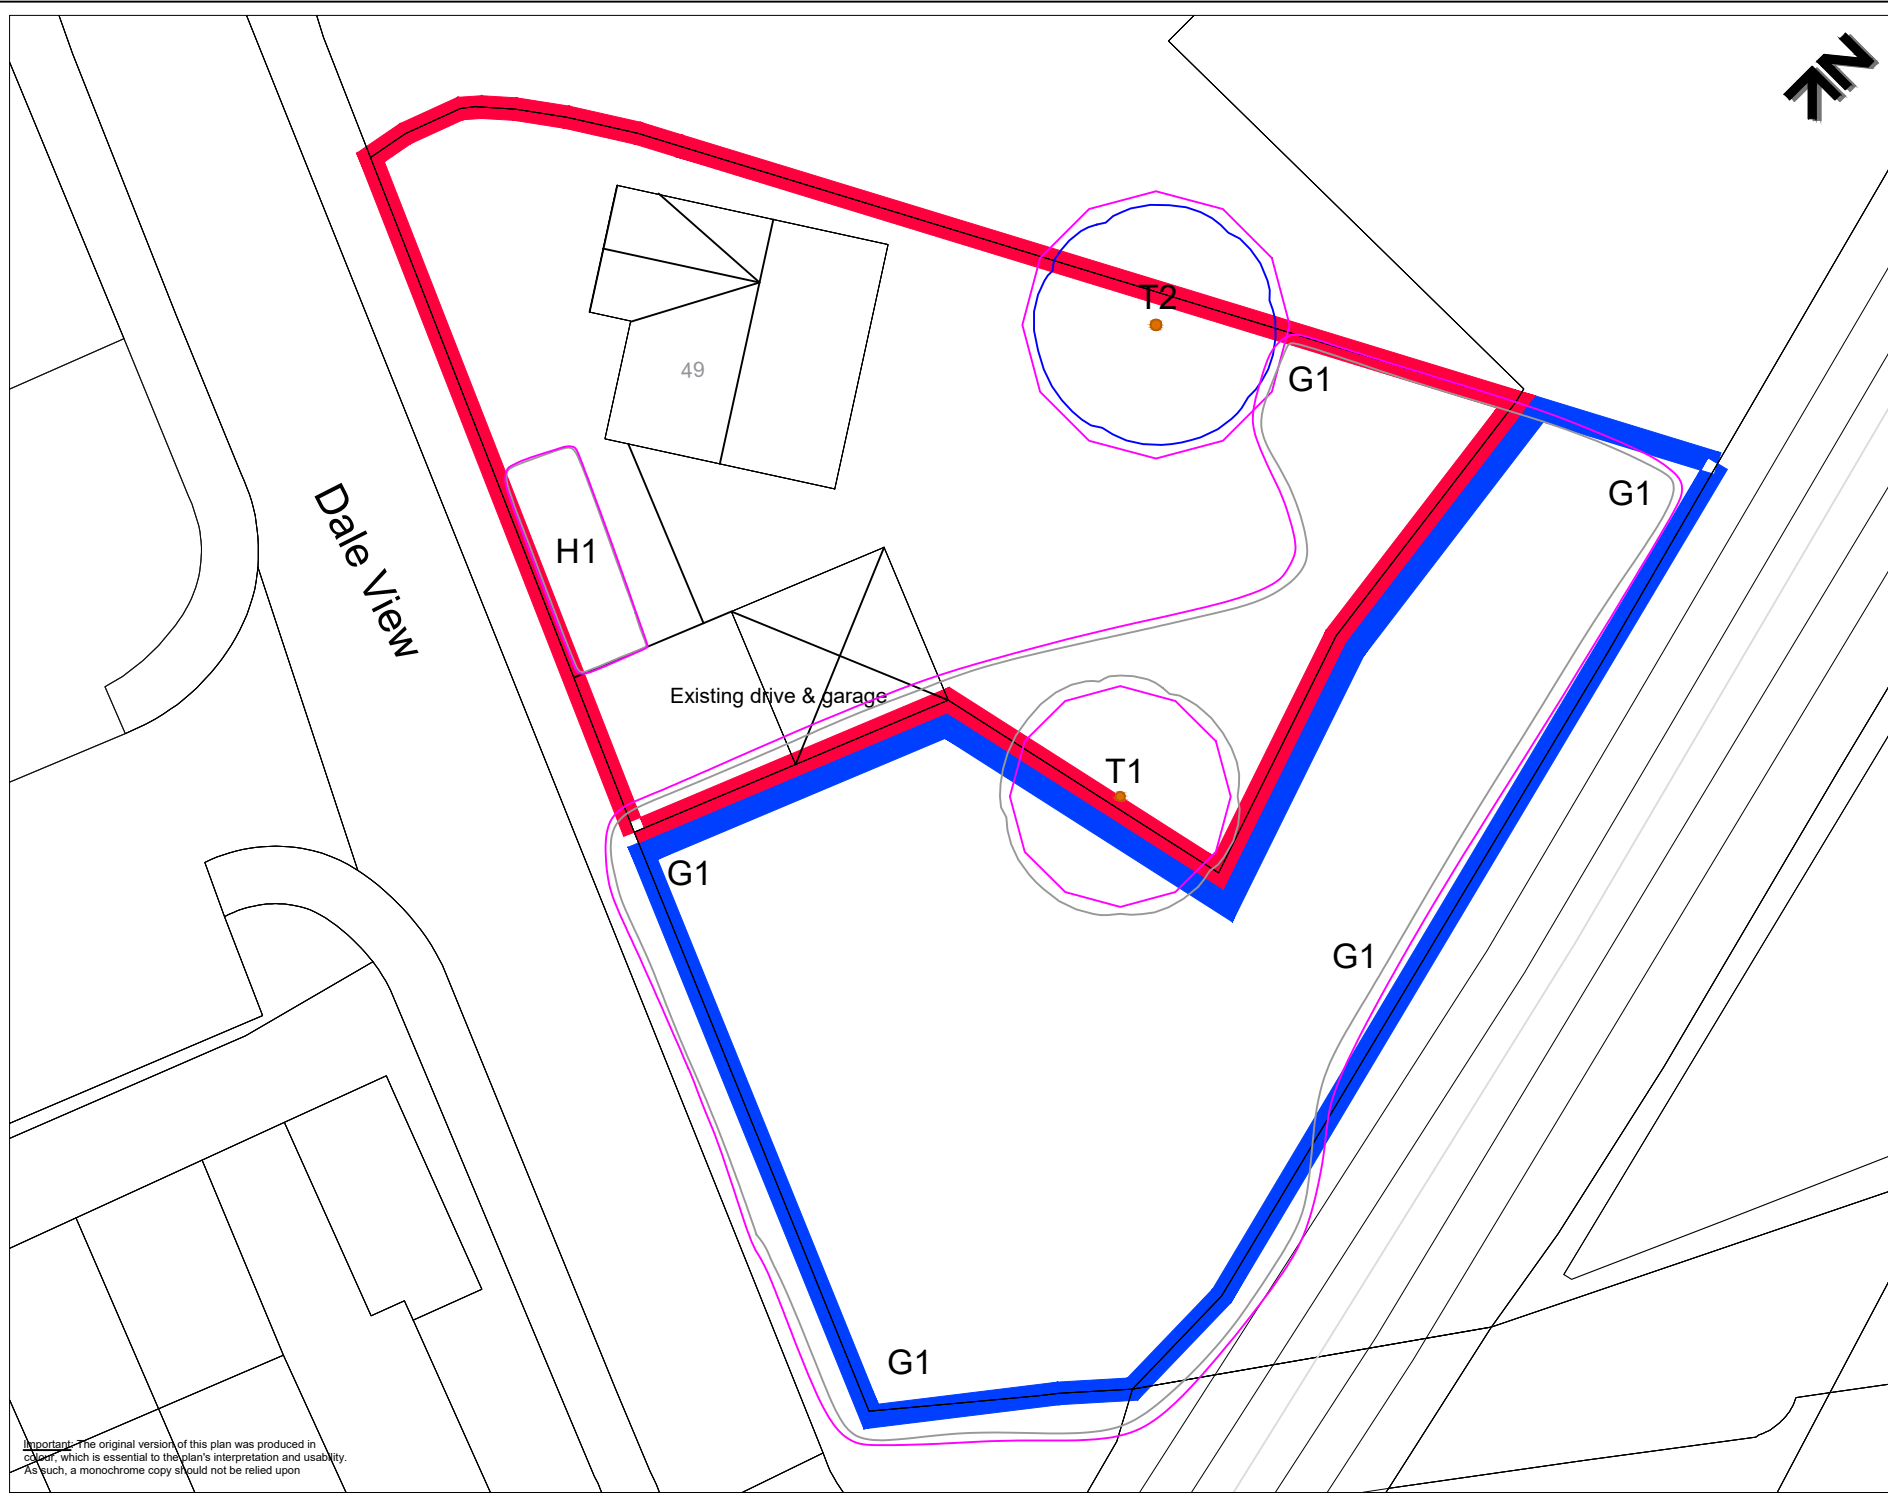 N
T2
G1
49
G1
Dale View
H1
Existing drive & garage
T1
G1
G1
G1
Important: The original version of this plan was produced in
colour, which is essential to the plan's interpretation and usability.
As such, a monochrome copy should not be relied upon